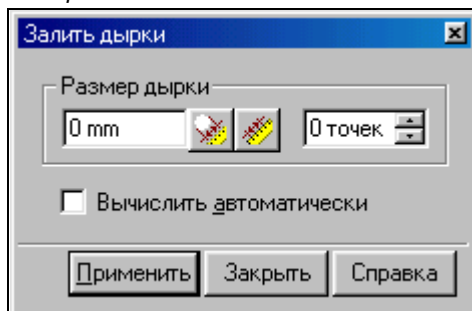 Залить дырки
Размер дырки
0 mm 0 точек
Вычислить автоматически
Применить Закрыть Справка